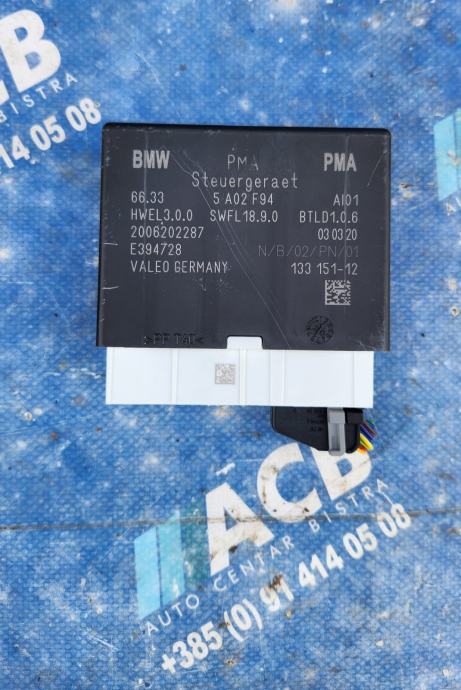 ACB
BISTRA
14 05 08
BMW PMA PMA
Steuergeraet
66.33 5 A02 F94 AI01
HWEL3.0.0 SWFL18.9.0 BTLD1.0.6
2006202287 03 03 20
E394728 N/B/02/PN/01
VALEO GERMANY 133 151-12
ACB
AUTO CENTAR BISTRA
+385 (0) 91 414 05 08